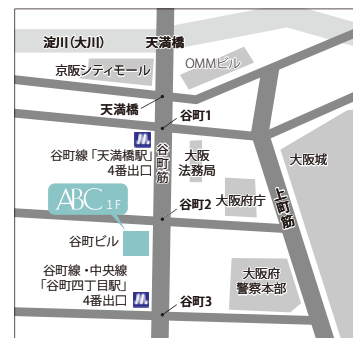 淀川（大川）
天満橋
京阪シティモール
OMMビル
天満橋
谷町1
谷町線「天満橋駅」
4番出口
谷町筋
大阪
法務局
大阪城
ABC 1F
谷町2
大阪府庁
上町筋
谷町ビル
谷町線・中央線
「谷町四丁目駅」
4番出口
大阪府
警察本部
谷町3